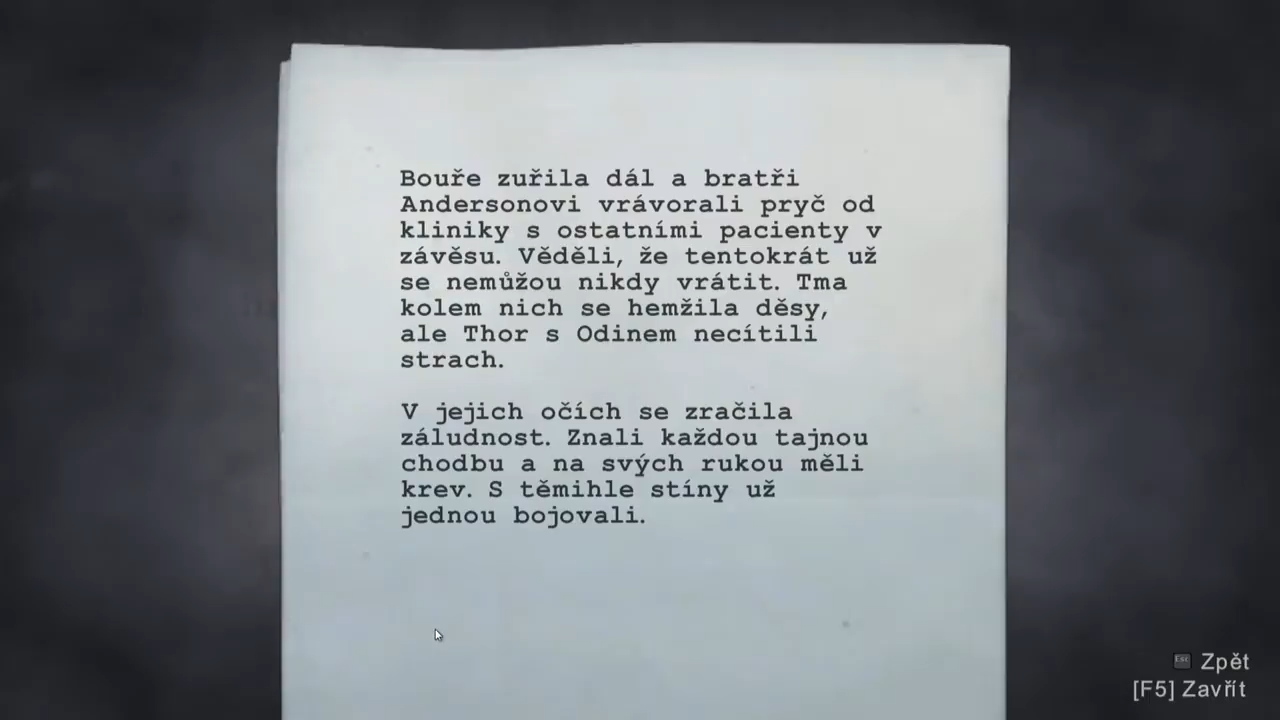 Bouře zuřila dál a bratři
Andersonovi vrávorali pryč od
kliniky s ostatními pacienty v
závěsu. Věděli, že tentokrát už
se nemůžou nikdy vrátit. Tma
kolem nich se hemžila děsy,
ale Thor s Odinem necítili
strach.
V jejich očích se zračila
záludnost. Znali každou tajnou
chodbu a na svých rukou měli
krev. S těmihle stíny už
jednou bojovali.
Esc Zpět
[F5] Zavřít